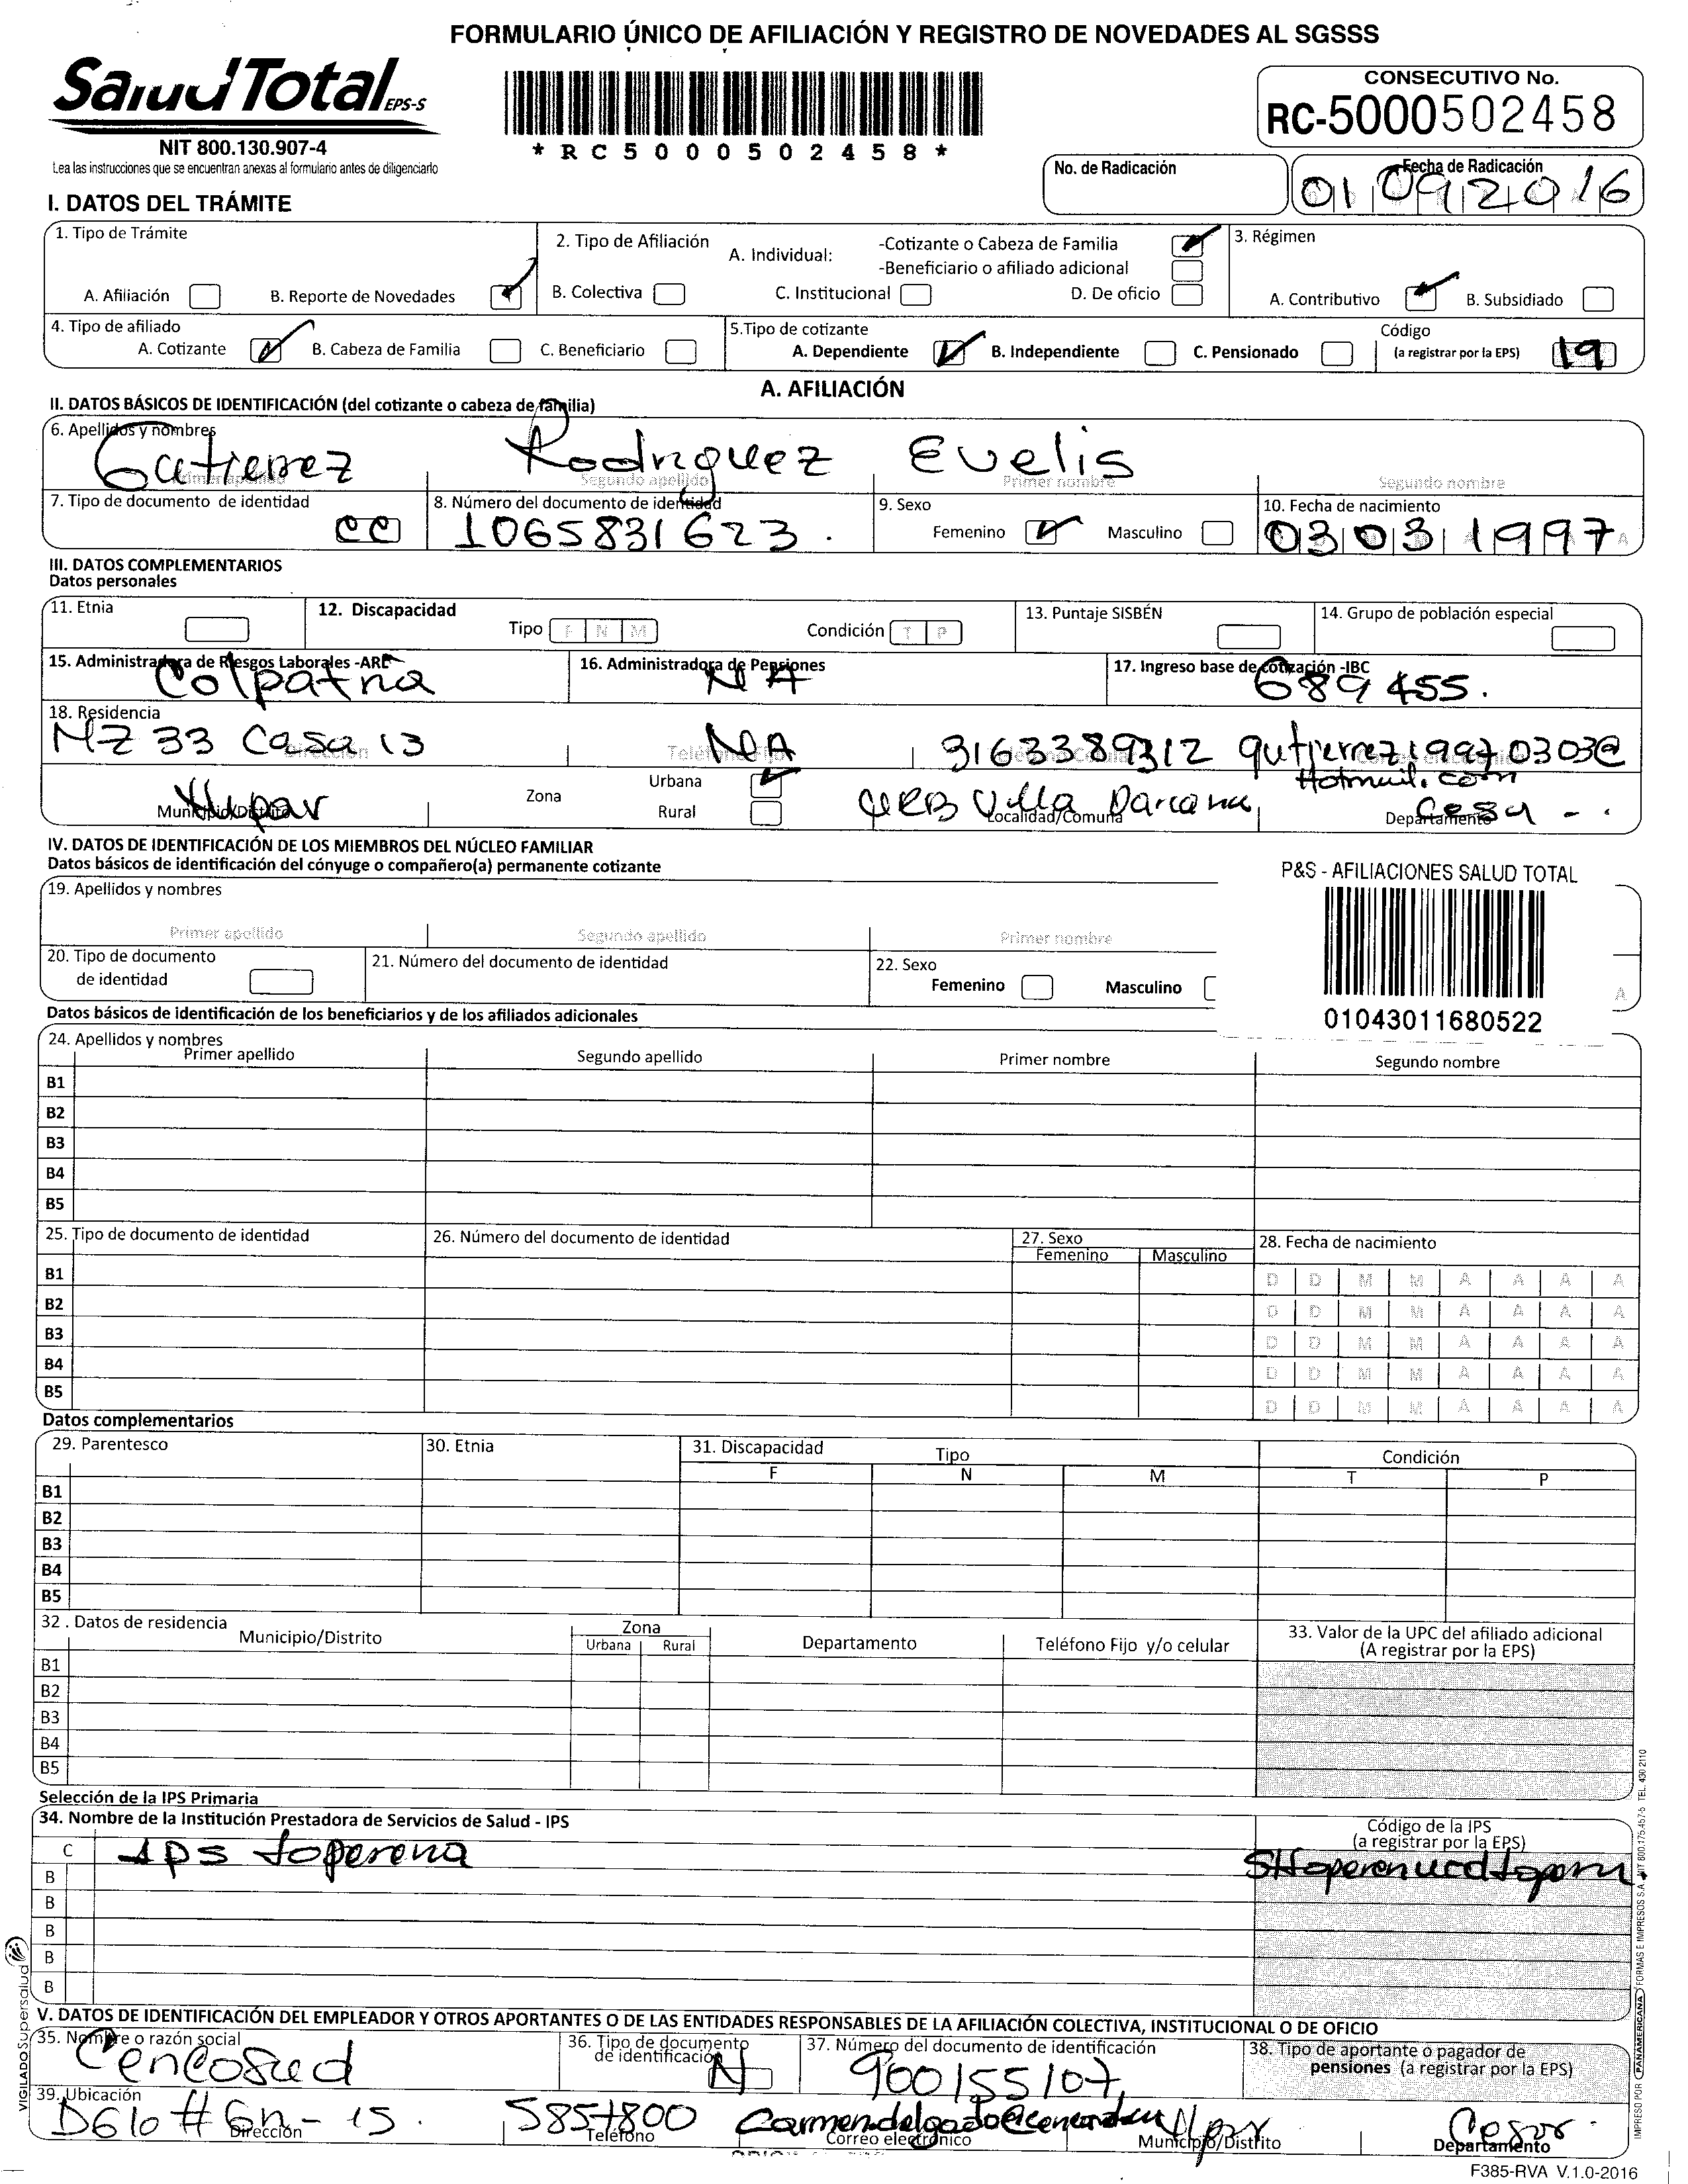 FORMULARIO ÚNICO DE AFILIACIÓN Y REGISTRO DE NOVEDADES AL SGSSS
Salud Total EPS-S
NIT 800.130.907-4
Lea las instrucciones que se encuentran anexas al formulario antes de diligenciarlo
* R C 5 0 0 0 5 0 2 4 5 8 *
CONSECUTIVO No.
RC-5000502458
No. de Radicación
Fecha de Radicación
01 09 2016
I. DATOS DEL TRÁMITE
1. Tipo de Trámite
A. Afiliación B. Reporte de Novedades
2. Tipo de Afiliación A. Individual: -Cotizante o Cabeza de Familia
-Beneficiario o afiliado adicional
B. Colectiva C. Institucional D. De oficio
3. Régimen
A. Contributivo B. Subsidiado
4. Tipo de afiliado
A. Cotizante B. Cabeza de Familia C. Beneficiario
5.Tipo de cotizante
A. Dependiente B. Independiente C. Pensionado
Código
(a registrar por la EPS) 19
A. AFILIACIÓN
II. DATOS BÁSICOS DE IDENTIFICACIÓN (del cotizante o cabeza de familia)
6. Apellidos y nombres
Gutierrez Rodriguez Evelis
Primer apellido Segundo apellido Primer nombre Segundo nombre
7. Tipo de documento de identidad
CC
8. Número del documento de identidad
1065831623.
9. Sexo
Femenino Masculino
10. Fecha de nacimiento
03 03 1997
III. DATOS COMPLEMENTARIOS
Datos personales
11. Etnia
12. Discapacidad Tipo F N M Condición T P
13. Puntaje SISBÉN
14. Grupo de población especial
15. Administradora de Riesgos Laborales -ARL
Colpatria
16. Administradora de Pensiones
NA
17. Ingreso base de cotización -IBC
689455.
18. Residencia
MZ 33 Casa 13 NA 3163389312 gutierrez19970303@
Hotmail.com
Dirección Teléfono Fijo
Vupar Zona Urbana
Rural
URB Villa Dariana
Municipio/Distrito Localidad/Comuna Departamento
IV. DATOS DE IDENTIFICACIÓN DE LOS MIEMBROS DEL NÚCLEO FAMILIAR
Datos básicos de identificación del cónyuge o compañero(a) permanente cotizante
P&S - AFILIACIONES SALUD TOTAL
01043011680522
19. Apellidos y nombres
Primer apellido Segundo apellido Primer nombre
20. Tipo de documento
de identidad
21. Número del documento de identidad
22. Sexo
Femenino Masculino
A
Datos básicos de identificación de los beneficiarios y de los afiliados adicionales
24. Apellidos y nombres
Primer apellido Segundo apellido Primer nombre Segundo nombre
B1
B2
B3
B4
B5
25. Tipo de documento de identidad 26. Número del documento de identidad 27. Sexo 28. Fecha de nacimiento
Femenino Masculino
B1 D D M M A A A A
B2 D D M M A A A A
B3 D D M M A A A A
B4 D D M M A A A A
B5 D D M M A A A A
Datos complementarios
29. Parentesco 30. Etnia 31. Discapacidad Tipo Condición
F N M T P
B1
B2
B3
B4
B5
32 . Datos de residencia
Municipio/Distrito Zona Departamento Teléfono Fijo y/o celular
Urbana Rural
33. Valor de la UPC del afiliado adicional
(A registrar por la EPS)
B1
B2
B3
B4
B5
Selección de la IPS Primaria
34. Nombre de la Institución Prestadora de Servicios de Salud - IPS
Código de la IPS
(a registrar por la EPS)
C IPS Loperena
B
B
B
B
B
V. DATOS DE IDENTIFICACIÓN DEL EMPLEADOR Y OTROS APORTANTES O DE LAS ENTIDADES RESPONSABLES DE LA AFILIACIÓN COLECTIVA, INSTITUCIONAL O DE OFICIO
35. Nombre o razón social
Cencosud
36. Tipo de documento
de identificación
N
37. Número del documento de identificación
900155107
38. Tipo de aportante o pagador de
pensiones (a registrar por la EPS)
39. Ubicación
DG10 # 6n - 15. Cesar
Dirección Teléfono Correo electrónico Municipio/Distrito Departamento
F385-RVA V.1.0-2016
VIGILADO Supersalud
IMPRESO POR PANAMERICANA FORMAS E IMPRESOS S.A. NIT 800.175.457-5 TEL. 430 2110